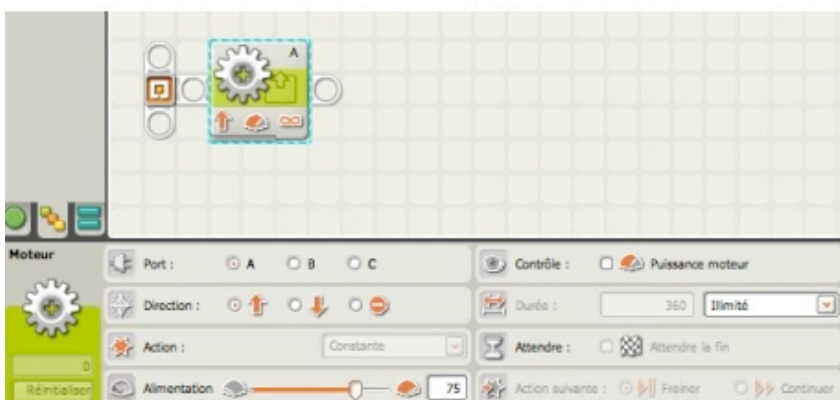 A
Moteur
0
Réinitialiser
Port : A B C
Direction :
Action : Constante
Alimentation 75
Contrôle : Puissance moteur
Durée : 360 Illimité
Attendre : Attendre la fin
Action suivante : Freiner Continuer